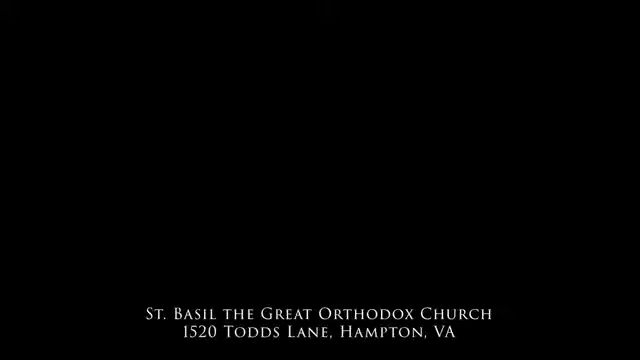 St. Basil the Great Orthodox Church
1520 Todds Lane, Hampton, VA